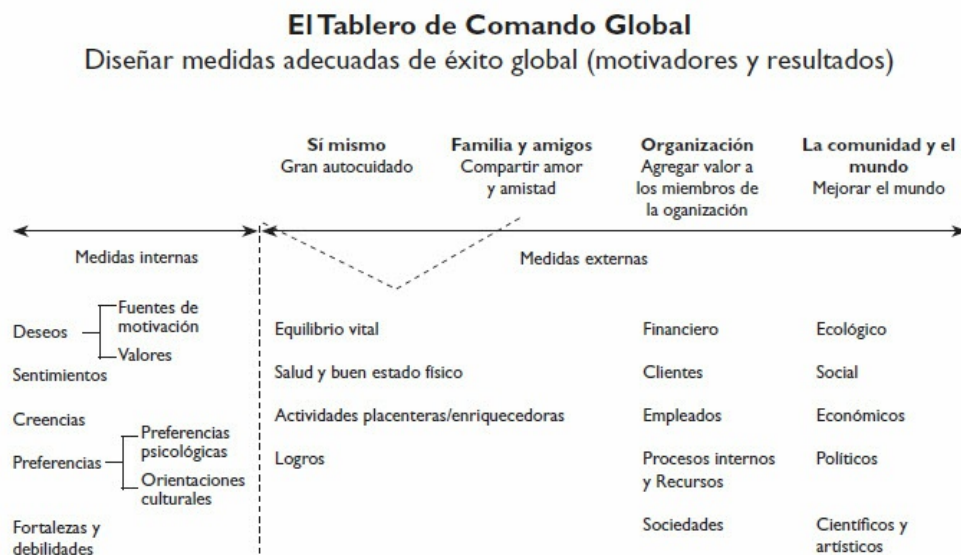 El Tablero de Comando Global
Diseñar medidas adecuadas de éxito global (motivadores y resultados)
Sí mismo
Gran autocuidado
Familia y amigos
Compartir amor
y amistad
Organización
Agregar valor a
los miembros de
la oganización
La comunidad y el
mundo
Mejorar el mundo
Medidas internas
Medidas externas
Deseos
Fuentes de
motivación
Valores
Sentimientos
Creencias
Preferencias
Preferencias
psicológicas
Orientaciones
culturales
Fortalezas y
debilidades
Equilibrio vital
Salud y buen estado físico
Actividades placenteras/enriquecedoras
Logros
Financiero
Clientes
Empleados
Procesos internos
y Recursos
Sociedades
Ecológico
Social
Económicos
Políticos
Científicos y
artísticos